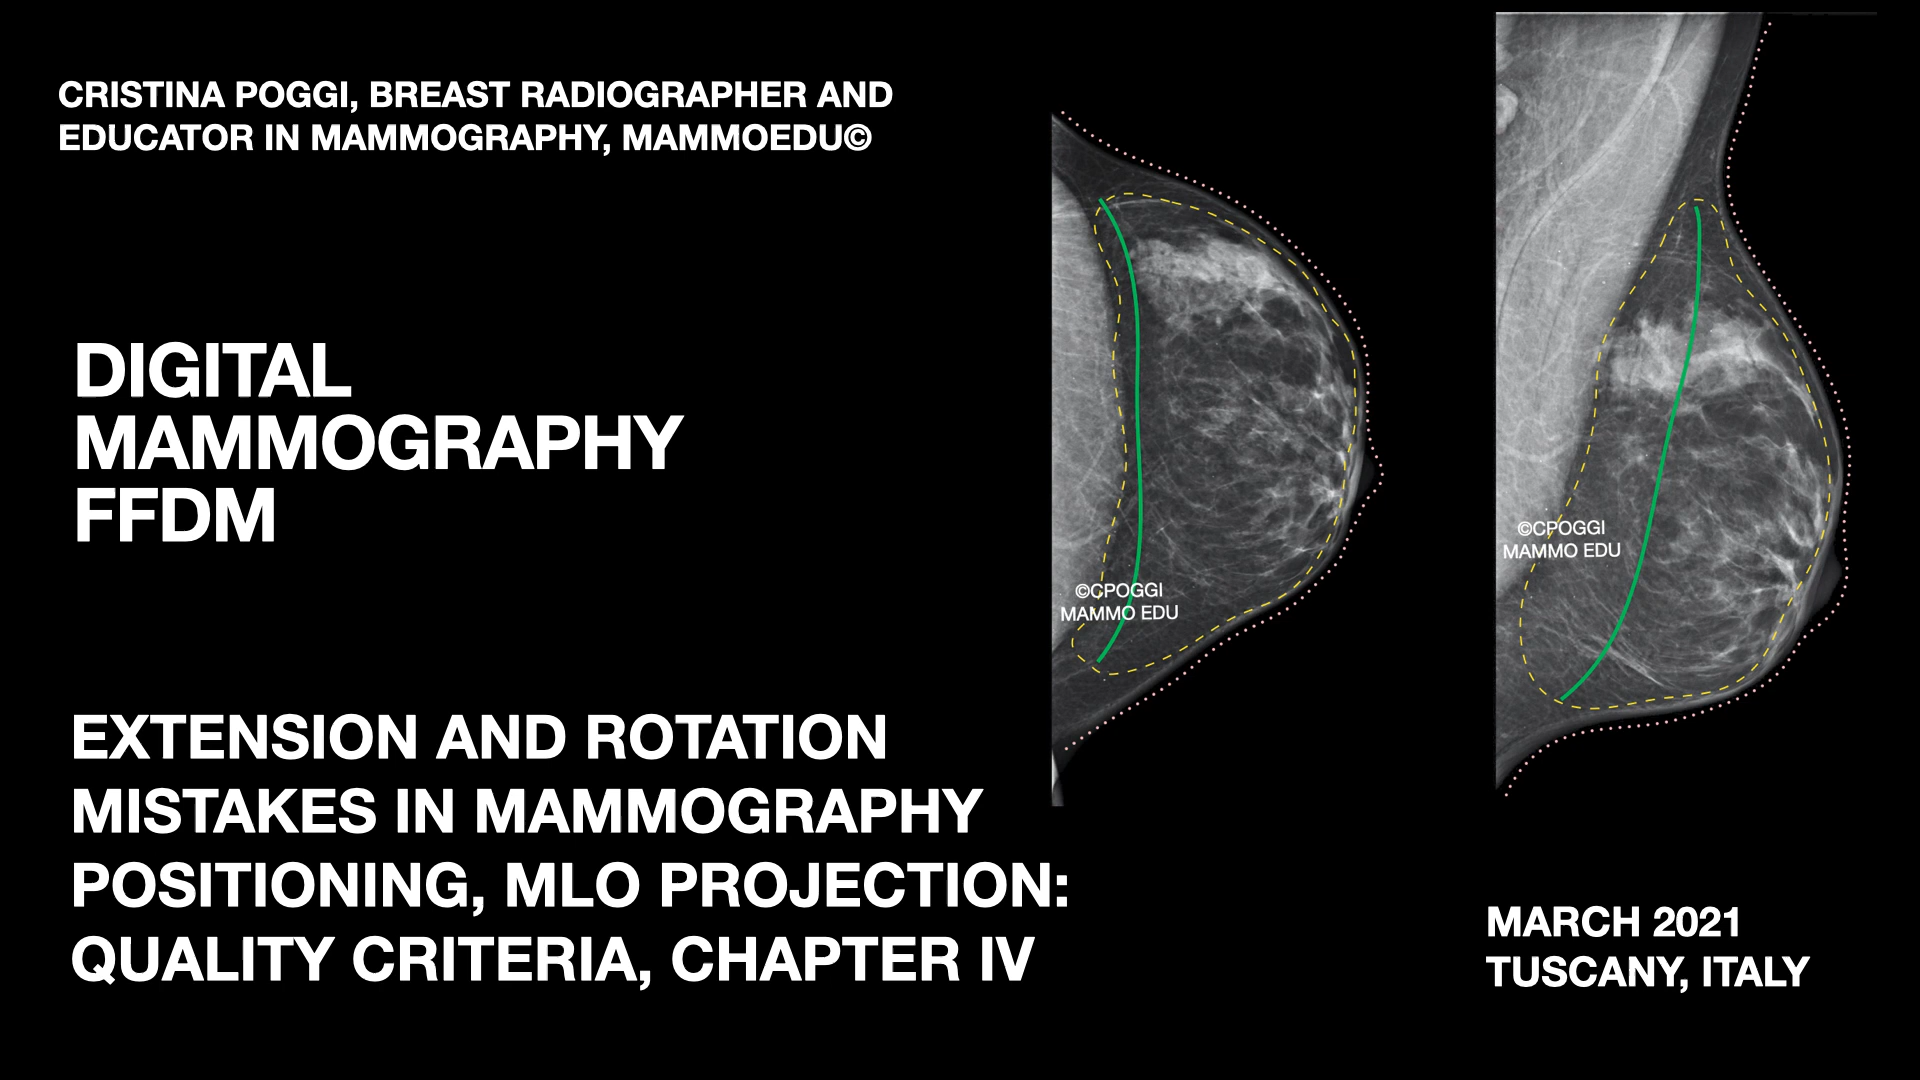 CRISTINA POGGI, BREAST RADIOGRAPHER AND
EDUCATOR IN MAMMOGRAPHY, MAMMOEDU©
DIGITAL
MAMMOGRAPHY
FFDM
EXTENSION AND ROTATION
MISTAKES IN MAMMOGRAPHY
POSITIONING, MLO PROJECTION:
QUALITY CRITERIA, CHAPTER IV
©CPOGGI
MAMMO EDU
©CPOGGI
MAMMO EDU
MARCH 2021
TUSCANY, ITALY